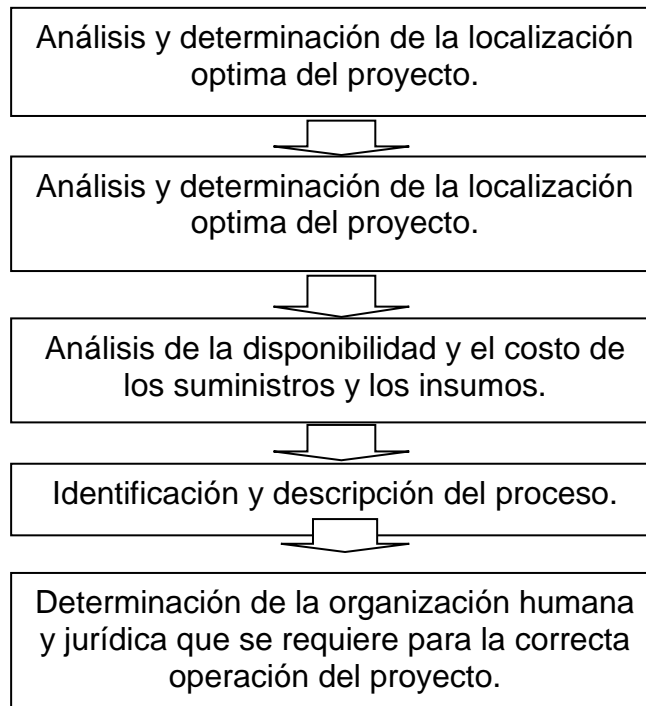 Análisis y determinación de la localización
optima del proyecto.
Análisis y determinación de la localización
optima del proyecto.
Análisis de la disponibilidad y el costo de
los suministros y los insumos.
Identificación y descripción del proceso.
Determinación de la organización humana
y jurídica que se requiere para la correcta
operación del proyecto.